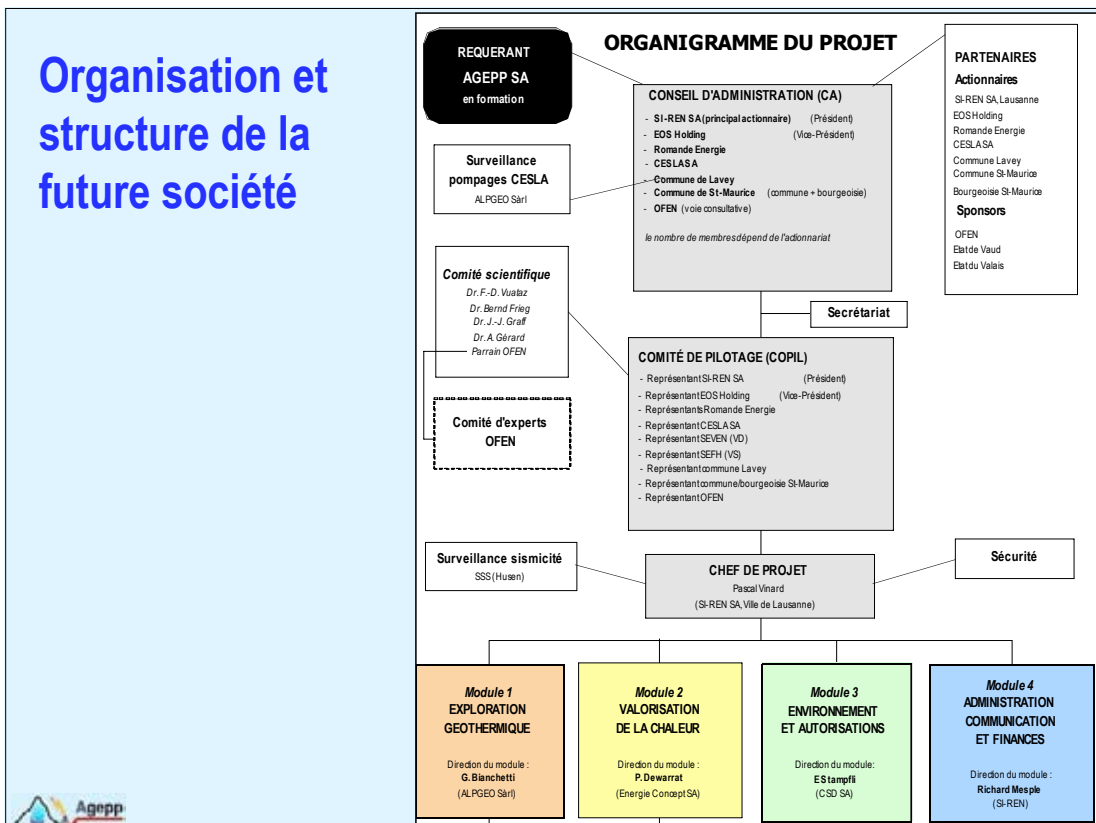 Organisation et
structure de la
future société
ORGANIGRAMME DU PROJET
REQUERANT
AGEPP SA
en formation
CONSEIL D'ADMINISTRATION (CA)
- SI-REN SA (principal actionnaire) (Président)
- EOS Holding (Vice-Président)
- Romande Energie
- CESLA SA
- Commune de Lavey
- Commune de St-Maurice (commune + bourgeoisie)
- OFEN (voie consultative)
le nombre de membres dépend de l'actionnariat
PARTENAIRES
Actionnaires
SI-REN SA, Lausanne
EOS Holding
Romande Energie
CESLA SA
Commune Lavey
Commune St-Maurice
Bourgeoisie St-Maurice
Sponsors
OFEN
Etat de Vaud
Etat du Valais
Surveillance
pompages CESLA
ALPGEO Sàrl
Comité scientifique
Dr. F.-D. Vuataz
Dr. Bernd Frieg
Dr. J.-J. Graff
Dr. A. Gérard
Parrain OFEN
Secrétariat
Comité d'experts
OFEN
COMITÉ DE PILOTAGE (COPIL)
- Représentant SI-REN SA (Président)
- Représentant EOS Holding (Vice-Président)
- Représentants Romande Energie
- Représentant CESLA SA
- Représentant SEVEN (VD)
- Représentant SEFH (VS)
- Représentant commune Lavey
- Représentant commune/bourgeoisie St-Maurice
- Représentant OFEN
Surveillance sismicité
SSS (Husen)
CHEF DE PROJET
Pascal Vinard
(SI-REN SA, Ville de Lausanne)
Sécurité
Module 1
EXPLORATION
GEOTHERMIQUE
Direction du module :
G. Bianchetti
(ALPGEO Sàrl)
Module 2
VALORISATION
DE LA CHALEUR
Direction du module :
P. Dewarrat
(Energie Concept SA)
Module 3
ENVIRONNEMENT
ET AUTORISATIONS
Direction du module:
E Stampfli
(CSD SA)
Module 4
ADMINISTRATION
COMMUNICATION
ET FINANCES
Direction du module :
Richard Mesple
(SI-REN)
Agepp